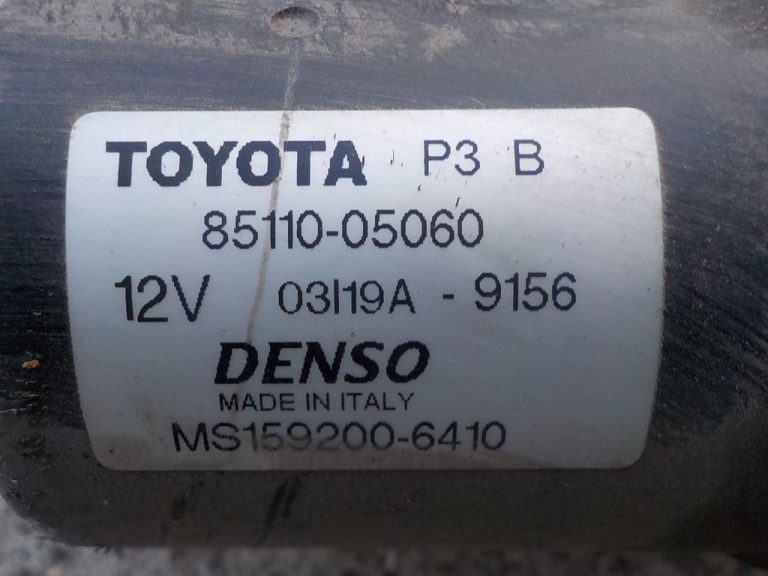 TOYOTA P3 B
85110-05060
12V 03I19A - 9156
DENSO
MADE IN ITALY
MS159200-6410